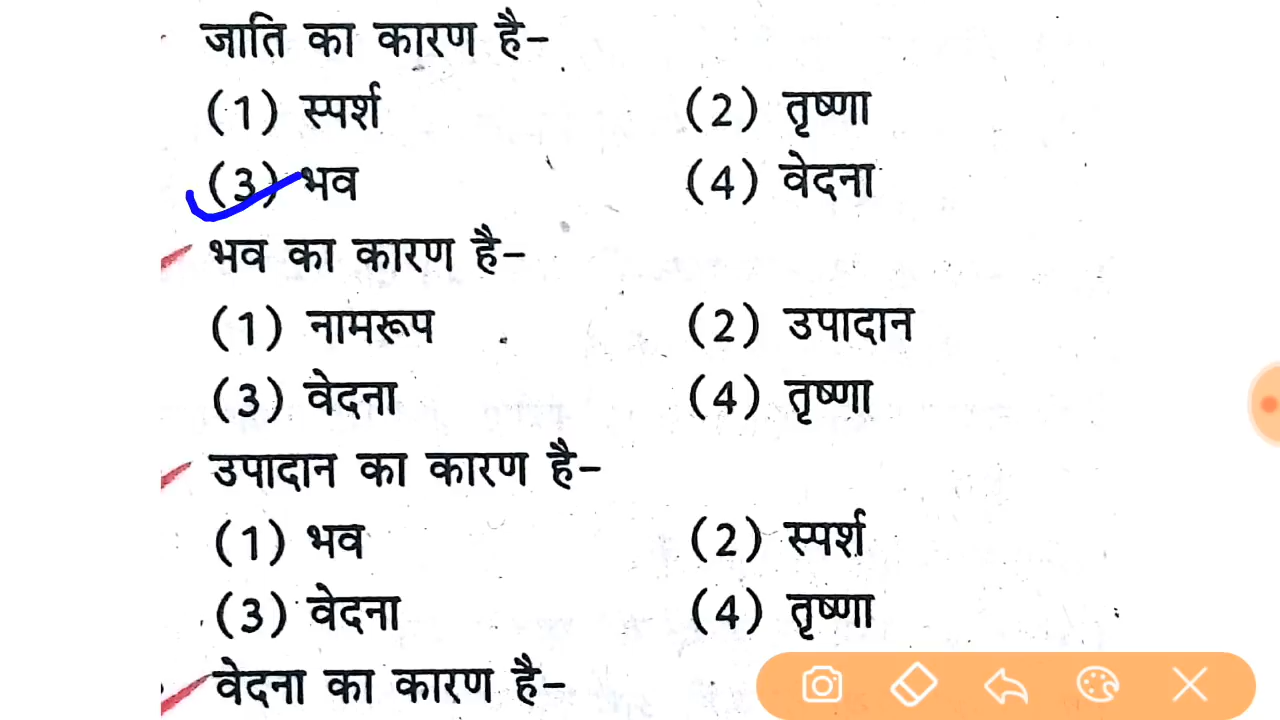 जाति का कारण है-
(1) स्पर्श (2) तृष्णा
(3) भव (4) वेदना
भव का कारण है-
(1) नामरूप (2) उपादान
(3) वेदना (4) तृष्णा
उपादान का कारण है-
(1) भव (2) स्पर्श
(3) वेदना (4) तृष्णा
वेदना का कारण है-